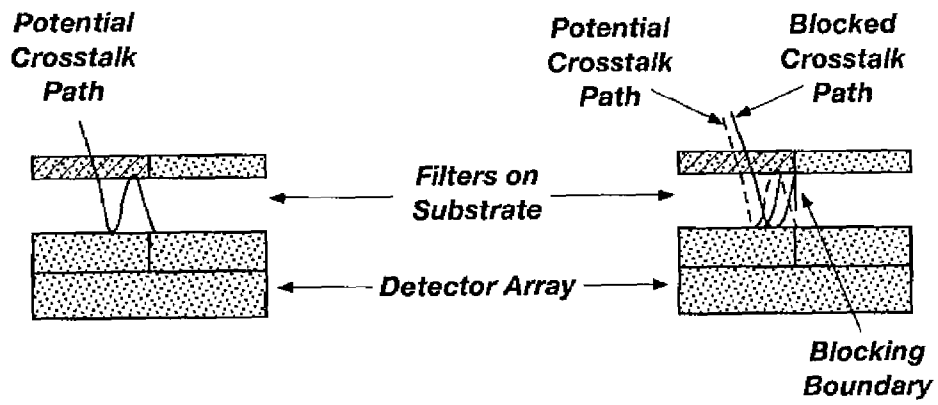 Potential
Crosstalk
Path
Potential
Crosstalk
Path
Blocked
Crosstalk
Path
Filters on
Substrate
Detector Array
Blocking
Boundary